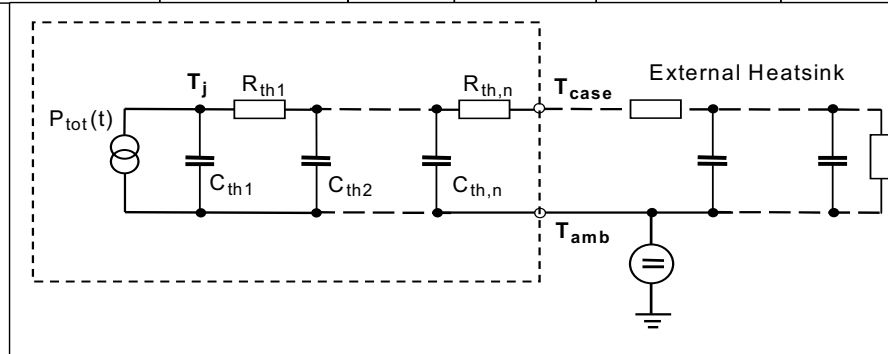 External Heatsink
T_j R_th1 R_th,n T_case
P_tot(t)
C_th1 C_th2 C_th,n
T_amb